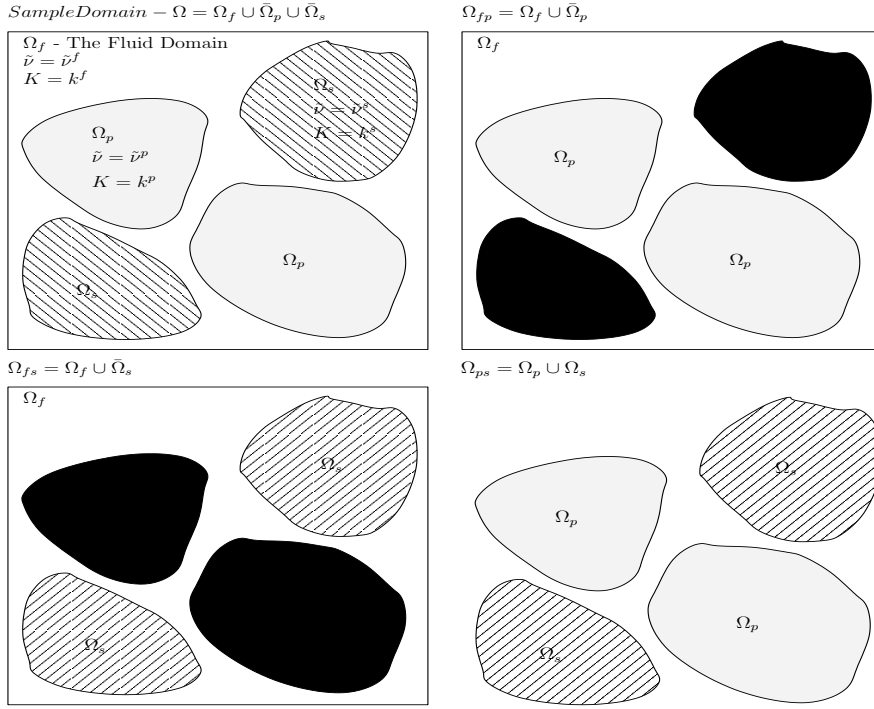 SampleDomain − Ω = Ω_f ∪ Ω̄_p ∪ Ω̄_s
Ω_f - The Fluid Domain
ν̃ = ν̃^f
K = k^f
Ω_s
ν̃ = ν̃^s
K = k^s
Ω_p
ν̃ = ν̃^p
K = k^p
Ω_p
Ω_s
Ω_fp = Ω_f ∪ Ω̄_p
Ω_f
Ω_p
Ω_p
Ω_fs = Ω_f ∪ Ω̄_s
Ω_f
Ω_s
Ω_s
Ω_ps = Ω_p ∪ Ω_s
Ω_s
Ω_p
Ω_p
Ω_s